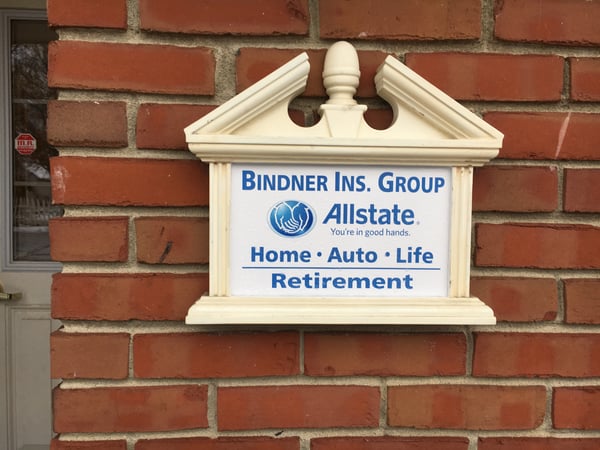 BINDNER INS. GROUP
Allstate®
You're in good hands.
Home • Auto • Life
Retirement